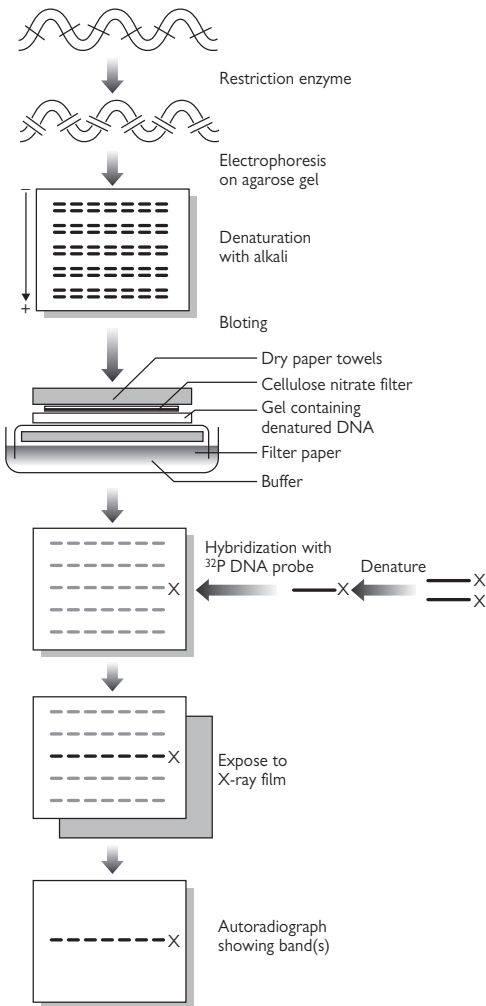 Restriction enzyme
Electrophoresis
on agarose gel
−
Denaturation
with alkali
+
Bloting
Dry paper towels
Cellulose nitrate filter
Gel containing
denatured DNA
Filter paper
Buffer
Hybridization with
³²P DNA probe
Denature
X
X
X
X
X
Expose to
X-ray film
Autoradiograph
showing band(s)
X